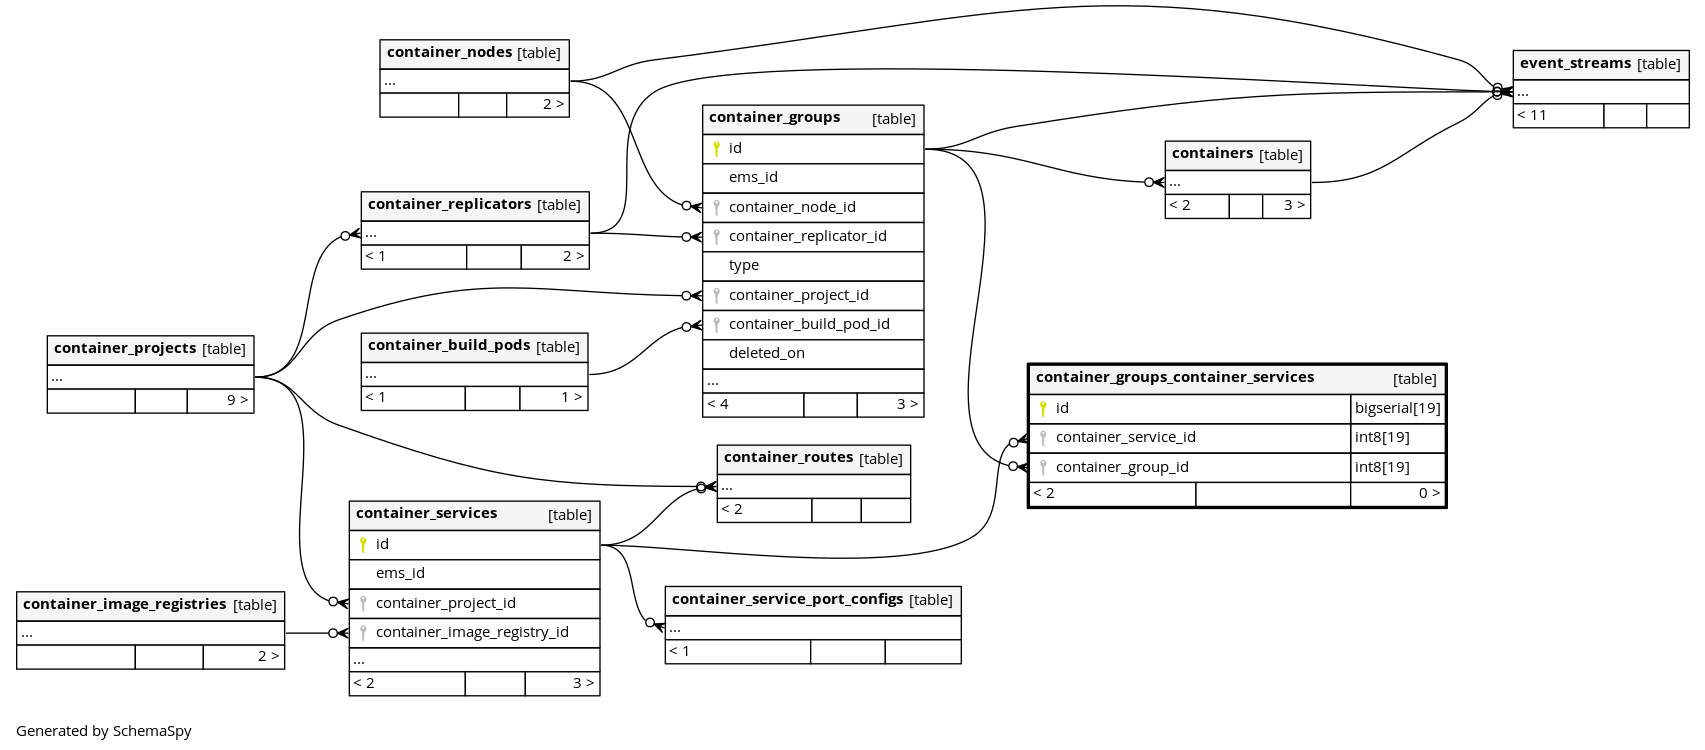 container_nodes [table]
...
2 >
event_streams [table]
...
< 11
container_groups [table]
id
ems_id
container_node_id
container_replicator_id
type
container_project_id
container_build_pod_id
deleted_on
...
< 4 3 >
containers [table]
...
< 2 3 >
container_replicators [table]
...
< 1 2 >
container_projects [table]
...
9 >
container_build_pods [table]
...
< 1 1 >
container_groups_container_services [table]
id bigserial[19]
container_service_id int8[19]
container_group_id int8[19]
< 2 0 >
container_routes [table]
...
< 2
container_services [table]
id
ems_id
container_project_id
container_image_registry_id
...
< 2 3 >
container_image_registries [table]
...
2 >
container_service_port_configs [table]
...
< 1
Generated by SchemaSpy